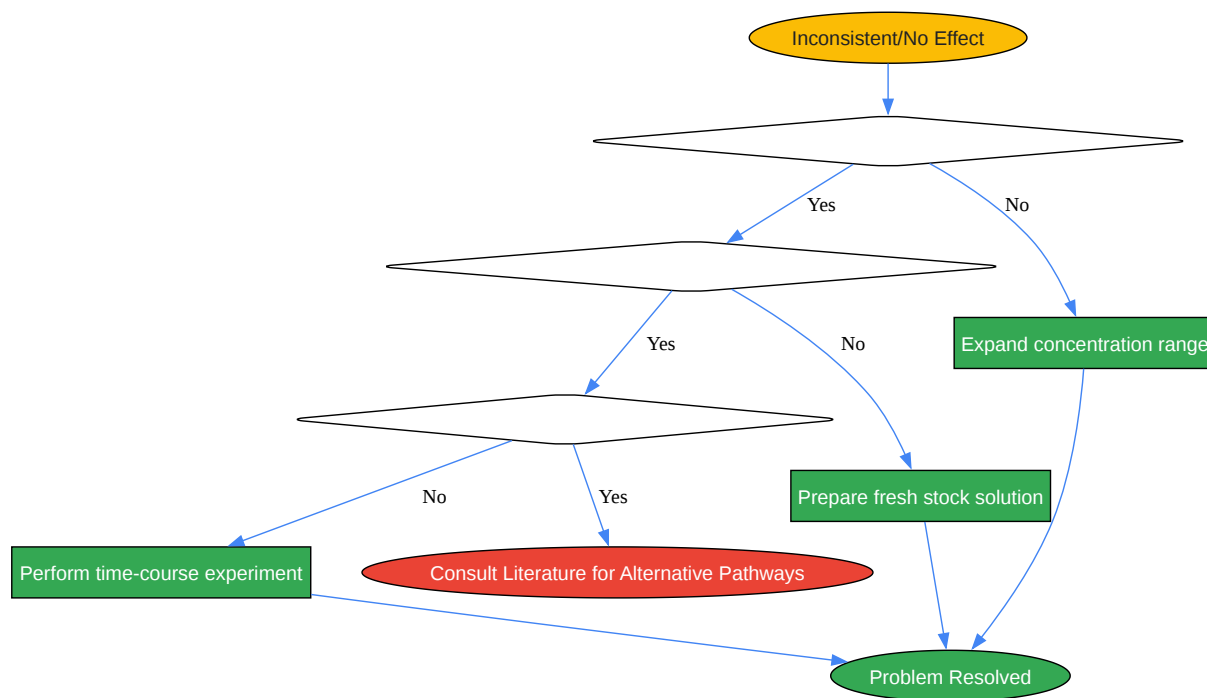 Inconsistent/No Effect
Yes
No
Yes
No
Expand concentration range
No
Yes
Prepare fresh stock solution
Perform time-course experiment
Consult Literature for Alternative Pathways
Problem Resolved